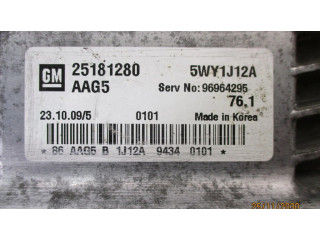 GM 25181280 5WY1J12A
AAG5 Serv No: 96964295
76.1
23.10.09/5 0101 Made in Korea
* 86 AAG5 B 1J12A 9434 0101 *